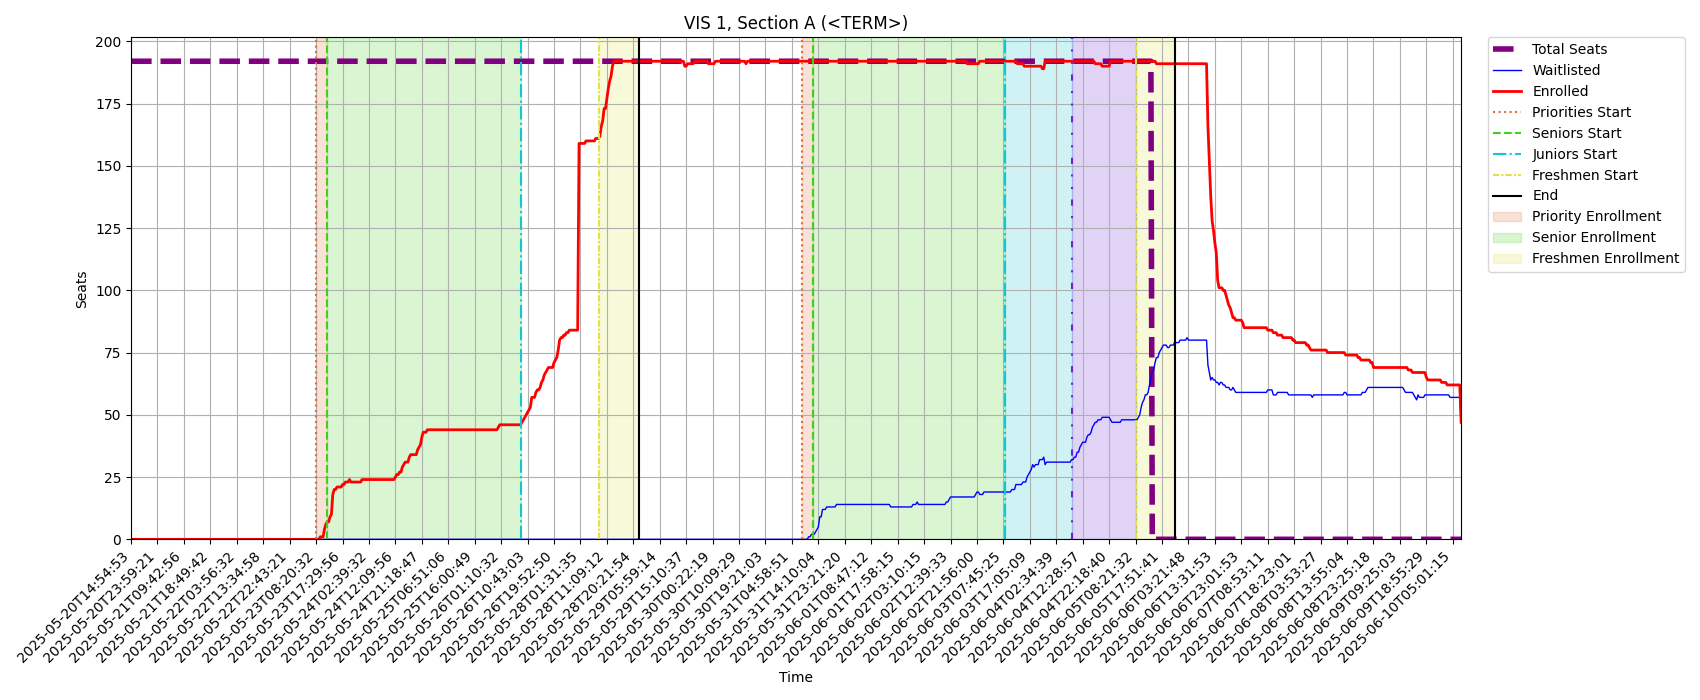 VIS 1, Section A (<TERM>)
Seats
200
175
150
125
100
75
50
25
0
2025-05-20T14:54:53
2025-05-20T23:59:21
2025-05-21T09:42:56
2025-05-21T18:49:42
2025-05-22T03:56:32
2025-05-22T13:34:58
2025-05-22T22:43:21
2025-05-23T08:20:32
2025-05-23T17:29:56
2025-05-24T02:39:32
2025-05-24T12:09:56
2025-05-24T21:18:47
2025-05-25T06:51:06
2025-05-25T16:00:49
2025-05-26T01:10:32
2025-05-26T10:43:03
2025-05-26T19:52:50
2025-05-28T01:31:35
2025-05-28T11:09:12
2025-05-28T20:21:54
2025-05-29T05:59:14
2025-05-29T15:10:37
2025-05-30T00:22:19
2025-05-30T10:09:29
2025-05-30T19:21:03
2025-05-31T04:58:51
2025-05-31T14:10:04
2025-05-31T23:21:20
2025-06-01T08:47:12
2025-06-01T17:58:15
2025-06-02T03:10:15
2025-06-02T12:39:33
2025-06-02T21:56:00
2025-06-03T07:45:25
2025-06-03T17:05:09
2025-06-04T02:34:39
2025-06-04T12:28:57
2025-06-04T22:18:40
2025-06-05T08:21:32
2025-06-05T17:51:41
2025-06-06T03:21:48
2025-06-06T13:31:53
2025-06-06T23:01:53
2025-06-07T08:53:11
2025-06-07T18:23:01
2025-06-08T03:53:27
2025-06-08T13:55:04
2025-06-08T23:25:18
2025-06-09T09:25:03
2025-06-09T18:55:29
2025-06-10T05:01:15
Time
Total Seats
Waitlisted
Enrolled
Priorities Start
Seniors Start
Juniors Start
Freshmen Start
End
Priority Enrollment
Senior Enrollment
Freshmen Enrollment